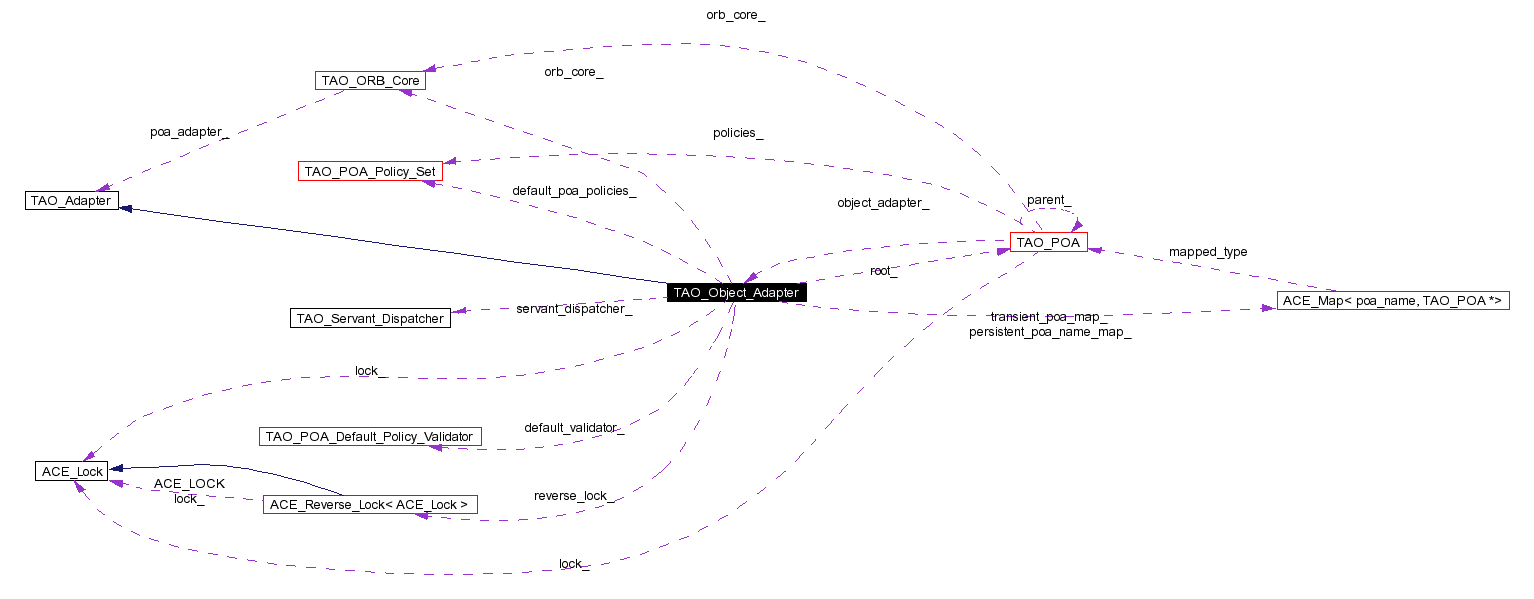 orb_core_
orb_core_
TAO_ORB_Core
poa_adapter_
policies_
TAO_POA_Policy_Set
default_poa_policies_
TAO_Adapter
parent_
object_adapter_
TAO_POA
mapped_type
root_
TAO_Object_Adapter
ACE_Map< poa_name, TAO_POA *>
servant_dispatcher_
TAO_Servant_Dispatcher
transient_poa_map_
persistent_poa_name_map_
lock_
default_validator_
TAO_POA_Default_Policy_Validator
ACE_Lock
ACE_LOCK
lock_
reverse_lock_
ACE_Reverse_Lock< ACE_Lock >
lock_